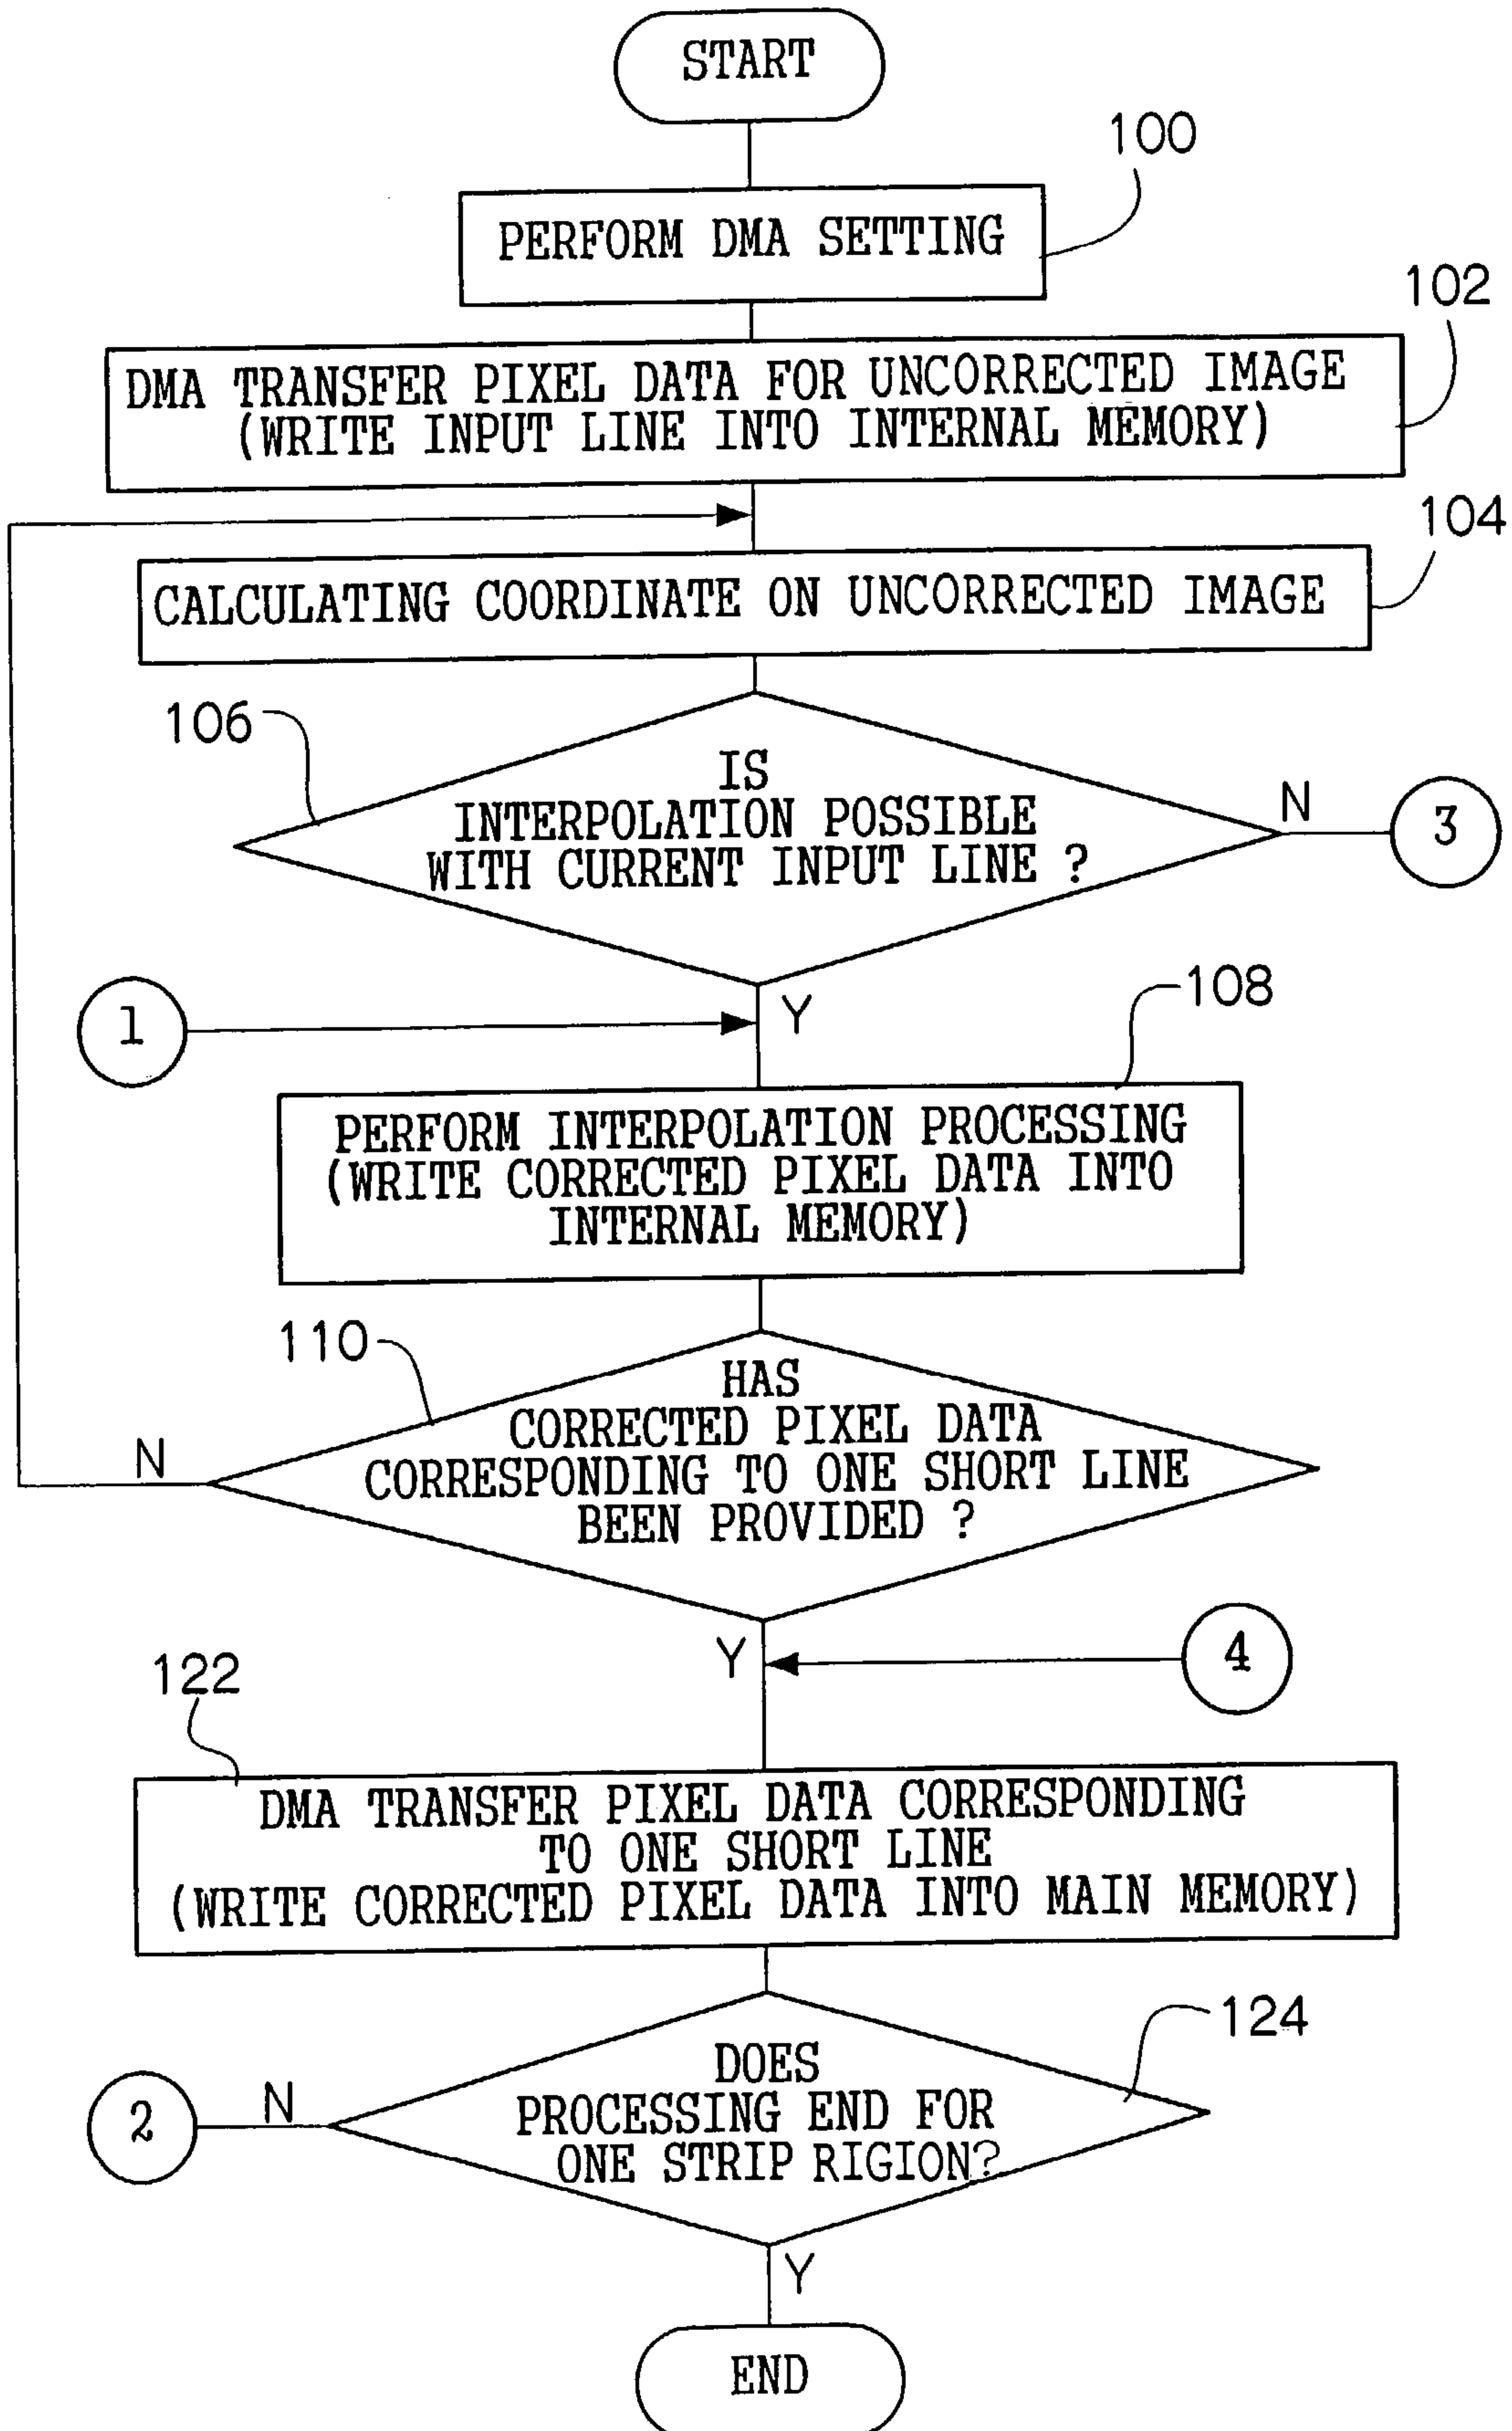 START
100
PERFORM DMA SETTING
102
DMA TRANSFER PIXEL DATA FOR UNCORRECTED IMAGE
(WRITE INPUT LINE INTO INTERNAL MEMORY)
104
CALCULATING COORDINATE ON UNCORRECTED IMAGE
106
IS
INTERPOLATION POSSIBLE
WITH CURRENT INPUT LINE ?
N
3
Y
1
108
PERFORM INTERPOLATION PROCESSING
(WRITE CORRECTED PIXEL DATA INTO
INTERNAL MEMORY)
110
HAS
CORRECTED PIXEL DATA
CORRESPONDING TO ONE SHORT LINE
BEEN PROVIDED ?
N
Y
4
122
DMA TRANSFER PIXEL DATA CORRESPONDING
TO ONE SHORT LINE
(WRITE CORRECTED PIXEL DATA INTO MAIN MEMORY)
124
DOES
PROCESSING END FOR
ONE STRIP RIGION?
N
2
Y
END